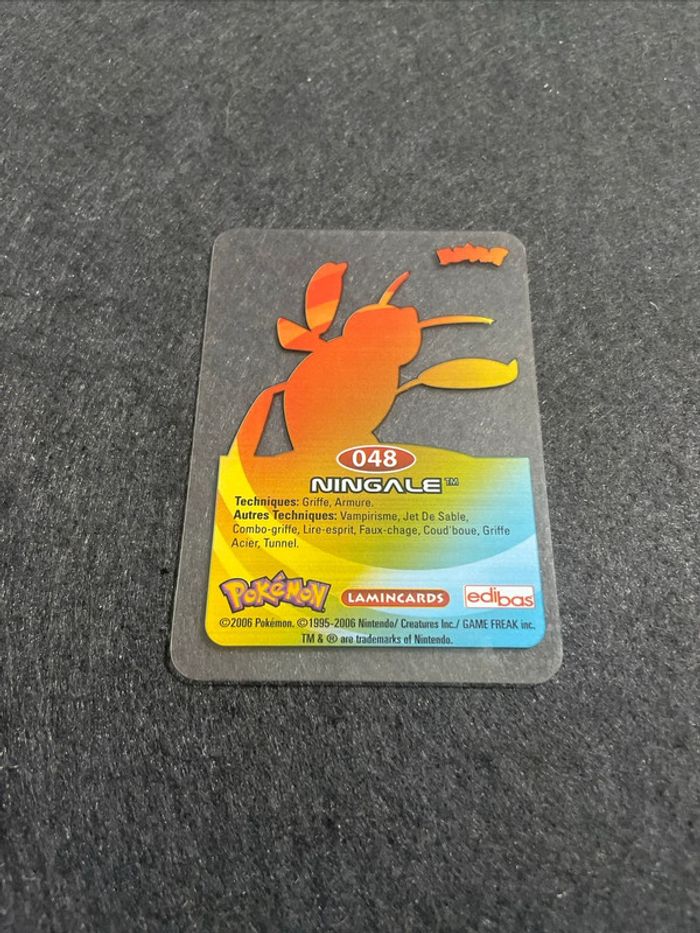 048
NINGALE™
Techniques: Griffe, Armure.
Autres Techniques: Vampirisme, Jet De Sable,
Combo-griffe, Lire-esprit, Faux-chage, Coud'boue, Griffe
Acier, Tunnel.
POKéMON LAMINCARDS edibas
©2006 Pokémon. ©1995-2006 Nintendo/ Creatures Inc./ GAME FREAK inc.
TM & ® are trademarks of Nintendo.